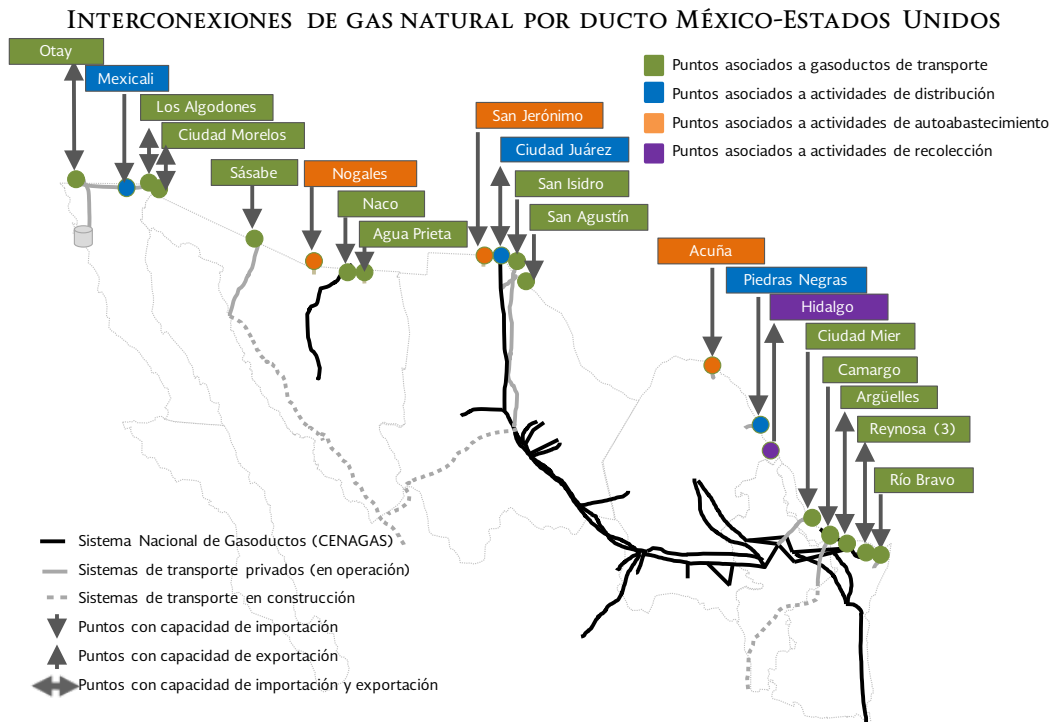 INTERCONEXIONES DE GAS NATURAL POR DUCTO MÉXICO-ESTADOS UNIDOS
Otay
Mexicali
Los Algodones
Ciudad Morelos
Sásabe
Nogales
Naco
Agua Prieta
San Jerónimo
Ciudad Juárez
San Isidro
San Agustín
Puntos asociados a gasoductos de transporte
Puntos asociados a actividades de distribución
Puntos asociados a actividades de autoabastecimiento
Puntos asociados a actividades de recolección
Acuña
Piedras Negras
Hidalgo
Ciudad Mier
Camargo
Argüelles
Reynosa (3)
Río Bravo
Sistema Nacional de Gasoductos (CENAGAS)
Sistemas de transporte privados (en operación)
Sistemas de transporte en construcción
Puntos con capacidad de importación
Puntos con capacidad de exportación
Puntos con capacidad de importación y exportación